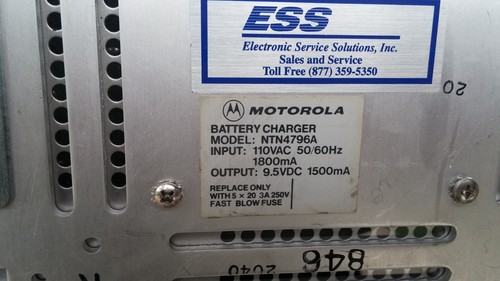 ESS
Electronic Service Solutions, Inc.
Sales and Service
Toll Free (877) 359-5350
20
MOTOROLA
BATTERY CHARGER
MODEL: NTN4796A
INPUT: 110VAC 50/60Hz
1800mA
OUTPUT: 9.5VDC 1500mA
REPLACE ONLY
WITH 5 × 20 3A 250V
FAST BLOW FUSE
846
2040